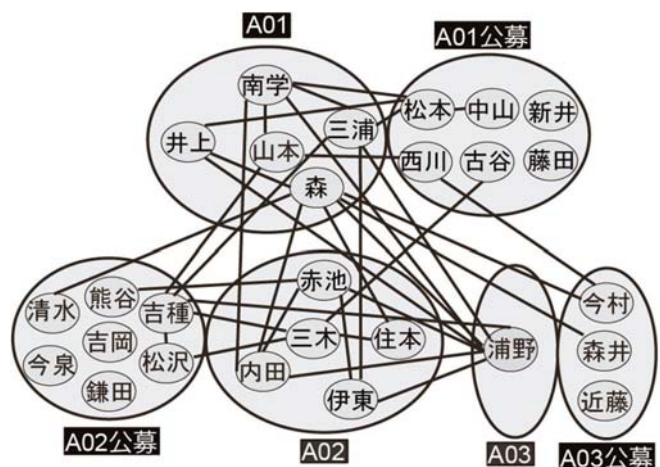 A01
A01公募
南学
井上
山本
三浦
森
松本
中山
新井
西川
古谷
藤田
清水
熊谷
吉種
吉岡
今泉
松沢
鎌田
A02公募
赤池
三木
住本
内田
伊東
A02
浦野
A03
今村
森井
近藤
A03公募